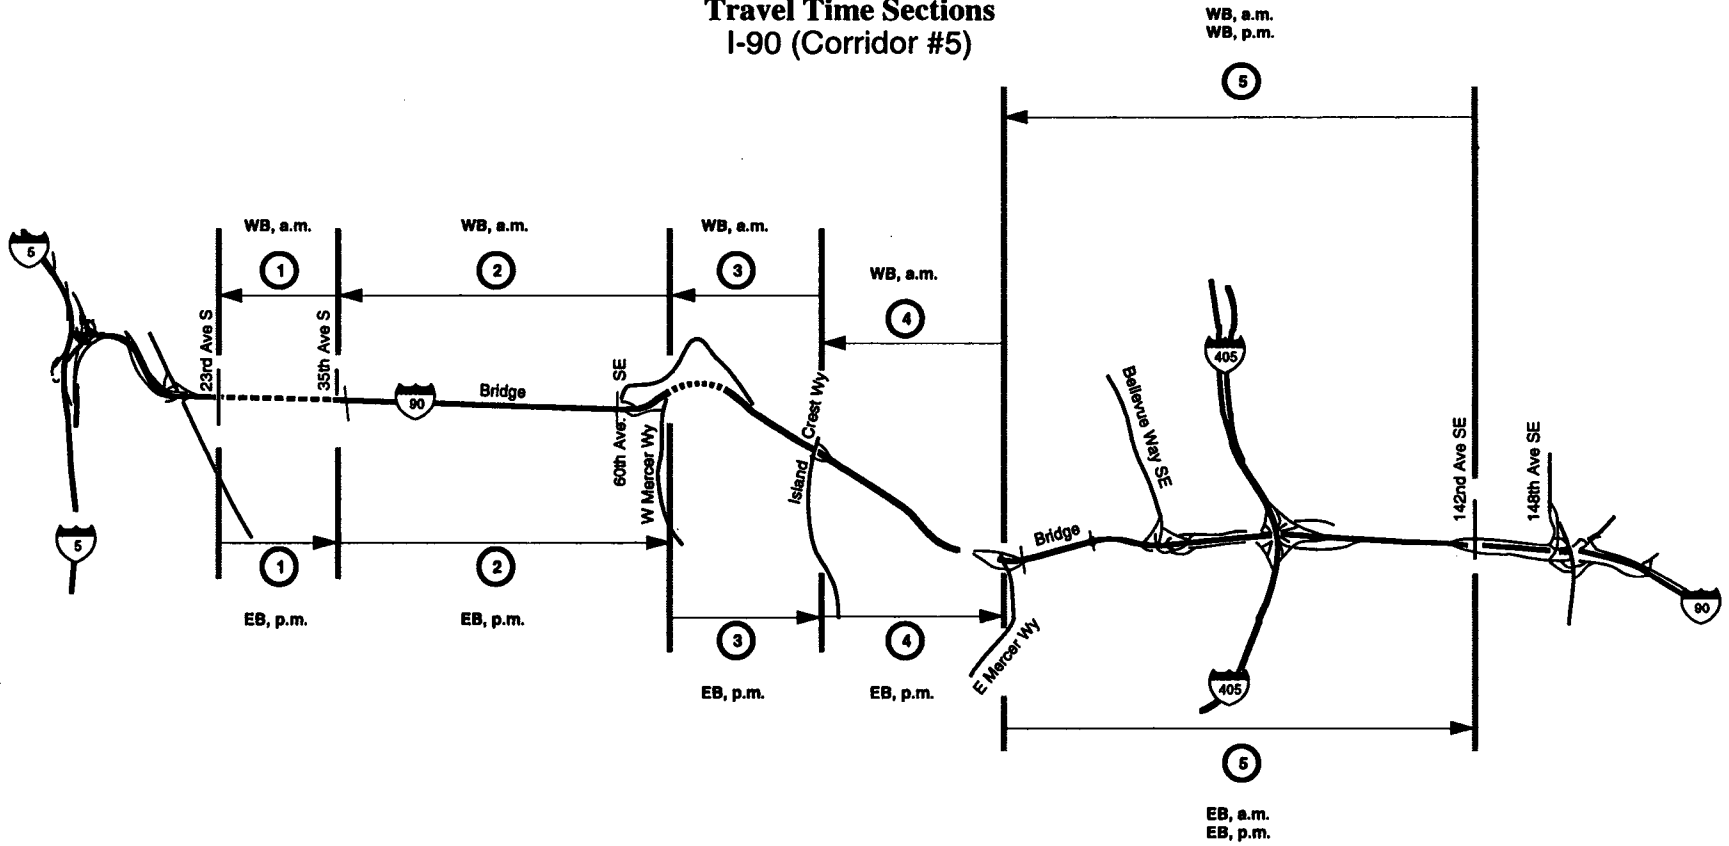 Travel Time Sections
I-90 (Corridor #5)
WB, a.m.
WB, p.m.
5
WB, a.m.
1
WB, a.m.
2
WB, a.m.
3
WB, a.m.
4
5
23rd Ave S
35th Ave S
90
Bridge
60th Ave. SE
W Mercer Wy
Island Crest Wy
405
Bellevue Way SE
142nd Ave SE
148th Ave SE
Bridge
5
E Mercer Wy
90
405
1
EB, p.m.
2
EB, p.m.
3
EB, p.m.
4
EB, p.m.
5
EB, a.m.
EB, p.m.